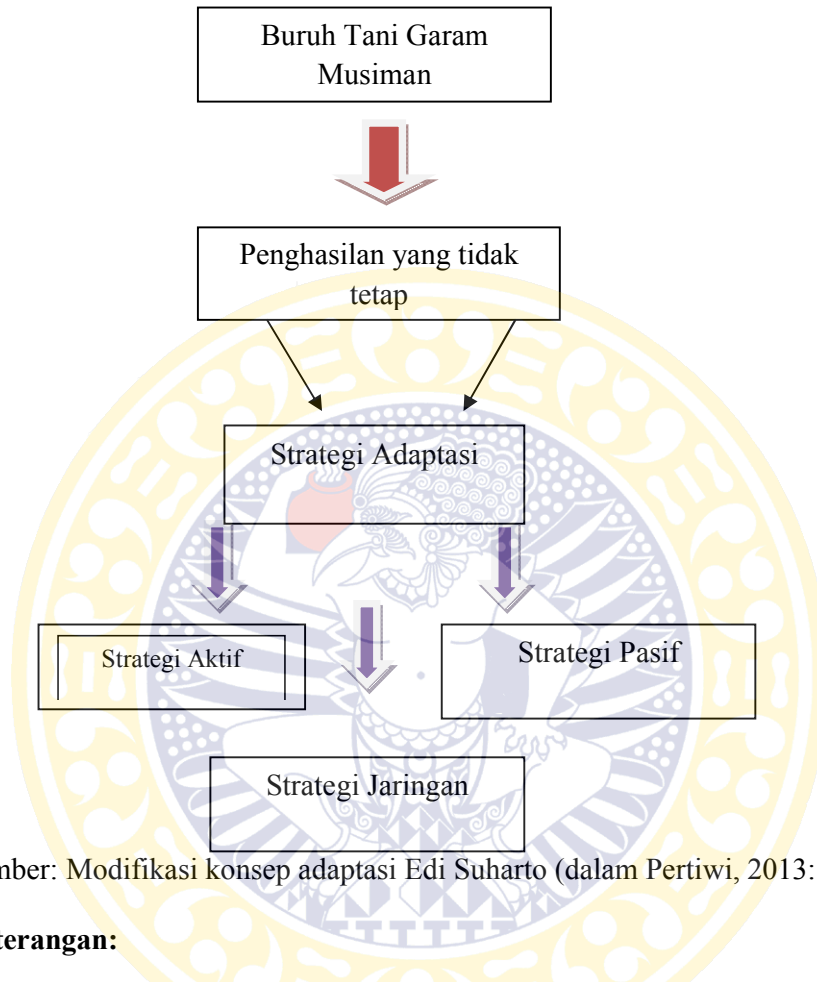 Buruh Tani Garam
Musiman
Penghasilan yang tidak
tetap
Strategi Adaptasi
Strategi Aktif
Strategi Pasif
Strategi Jaringan
mber: Modifikasi konsep adaptasi Edi Suharto (dalam Pertiwi, 2013:
terangan: